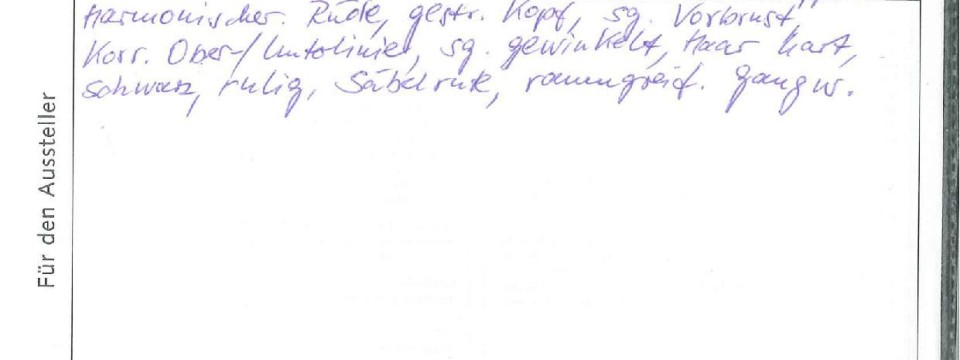 harmonischer. Rüde, gestr. Kopf, sg. Vorbrust,
Korr. Ober-/Unterlinie, sg. gewinkelt, Haar hart,
schwarz, rutig, Säbelrute, raumgreif. Gangw.
Für den Aussteller